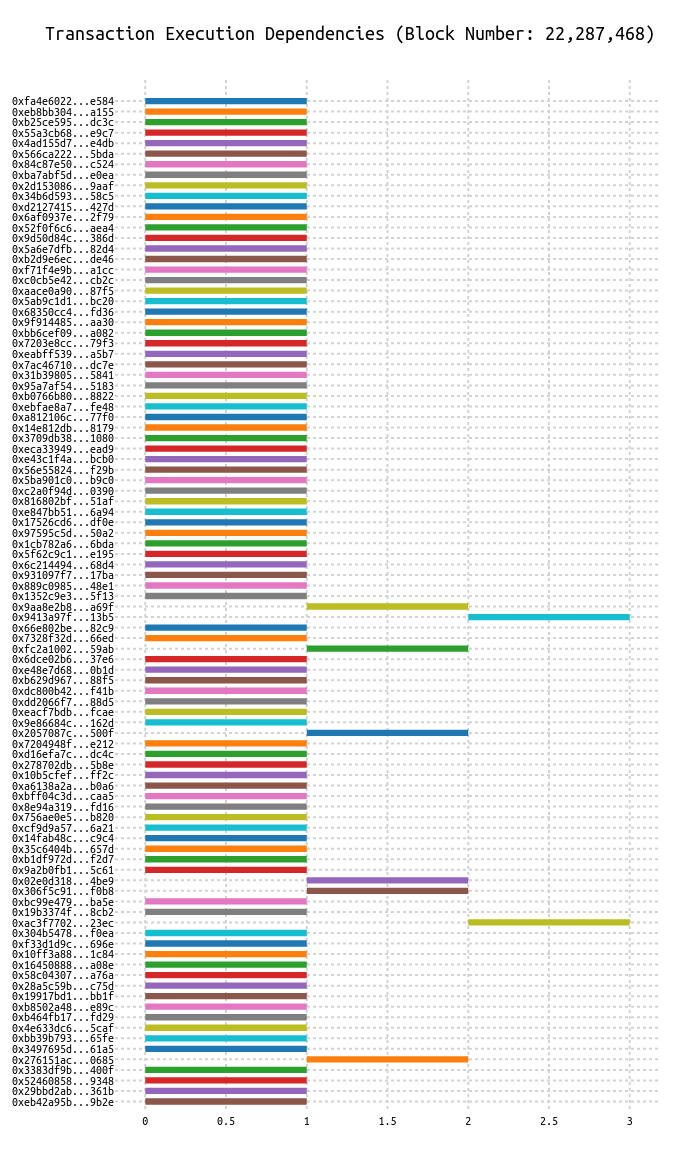 Transaction Execution Dependencies (Block Number: 22,287,468)
0xfa4e6022...e584
0xeb8bb304...a155
0xb25ce595...dc3c
0x55a3cb68...e9c7
0x4ad155d7...e4db
0x566ca222...5bda
0x84c87e50...c524
0xba7abf5d...e0ea
0x2d153086...9aaf
0x34b6d593...58c5
0xd2127415...427d
0x6af0937e...2f79
0x52f0f6c6...aea4
0x9d50d84c...386d
0x5a6e7dfb...82d4
0xb2d9e6ec...de46
0xf71f4e9b...a1cc
0xc0cb5e42...cb2c
0xaace0a90...87f5
0x5ab9c1d1...bc20
0x68350cc4...fd36
0x9f914485...aa30
0xbb6cef09...a082
0x7203e8cc...79f3
0xeabff539...a5b7
0x7ac46710...dc7e
0x31b39805...5841
0x95a7af54...5183
0xb0766b80...8822
0xebfae8a7...fe48
0xa812106c...77f0
0x14e812db...8179
0x3709db38...1080
0xeca33949...ead9
0xe43c1f4a...bcb0
0x56e55824...f29b
0x5ba901c0...b9c0
0xc2a0f94d...0390
0x816802bf...51af
0xe847bb51...6a94
0x17526cd6...df0e
0x97595c5d...50a2
0x1cb782a6...6bda
0x5f62c9c1...e195
0x6c214494...68d4
0x931097f7...17ba
0x889c0985...48e1
0x1352c9e3...5f13
0x9aa8e2b8...a69f
0x9413a97f...13b5
0x66e802be...82c9
0x7328f32d...66ed
0xfc2a1002...59ab
0x6dce02b6...37e6
0xe48e7d68...0b1d
0xb629d967...88f5
0xdc800b42...f41b
0xdd2066f7...88d5
0xeacf7bdb...fcae
0x9e86684c...162d
0x2057087c...500f
0x7204948f...e212
0xd16efa7c...dc4c
0x278702db...5b8e
0x10b5cfef...ff2c
0xa6138a2a...b0a6
0xbff04c3d...caa5
0x8e94a319...fd16
0x756ae0e5...b820
0xcf9d9a57...6a21
0x14fab48c...c9c4
0x35c6404b...657d
0xb1df972d...f2d7
0x9a2b0fb1...5c61
0x02e0d318...4be9
0x306f5c91...f0b8
0xbc99e479...ba5e
0x19b3374f...8cb2
0xac3f7702...23ec
0x304b5478...f0ea
0xf33d1d9c...696e
0x10ff3a88...1c84
0x16450888...a08e
0x58c04307...a76a
0x28a5c59b...c75d
0x19917bd1...bb1f
0xb8502a48...e89c
0xb464fb17...fd29
0x4e633dc6...5caf
0xbb39b793...65fe
0x3497695d...61a5
0x276151ac...0685
0x3383df9b...400f
0x52460858...9348
0x29bbd2ab...361b
0xeb42a95b...9b2e
0 0.5 1 1.5 2 2.5 3